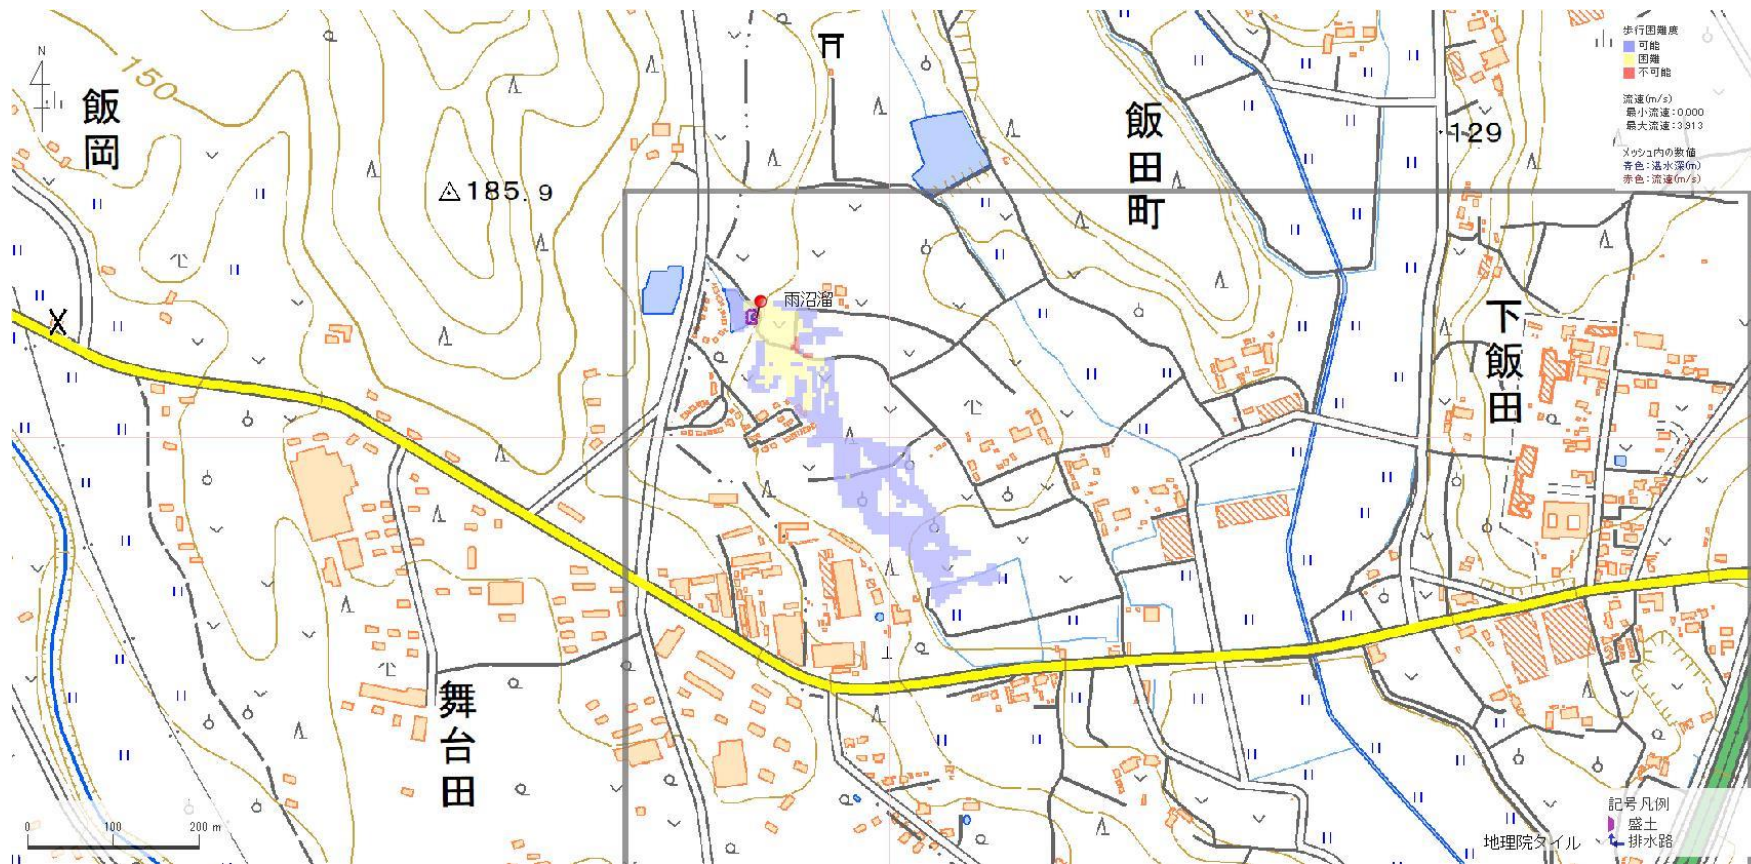 N
150
飯岡
185.9
飯田町
129
下飯田
雨沼溜
舞台田
歩行困難度
可能
困難
不可能
流速(m/s)
最小流速:0.000
最大流速:3.913
メッシュ内の数値
青色:湛水深(m)
赤色:流速(m/s)
0 100 200 m
記号凡例
盛土
排水路
地理院タイル